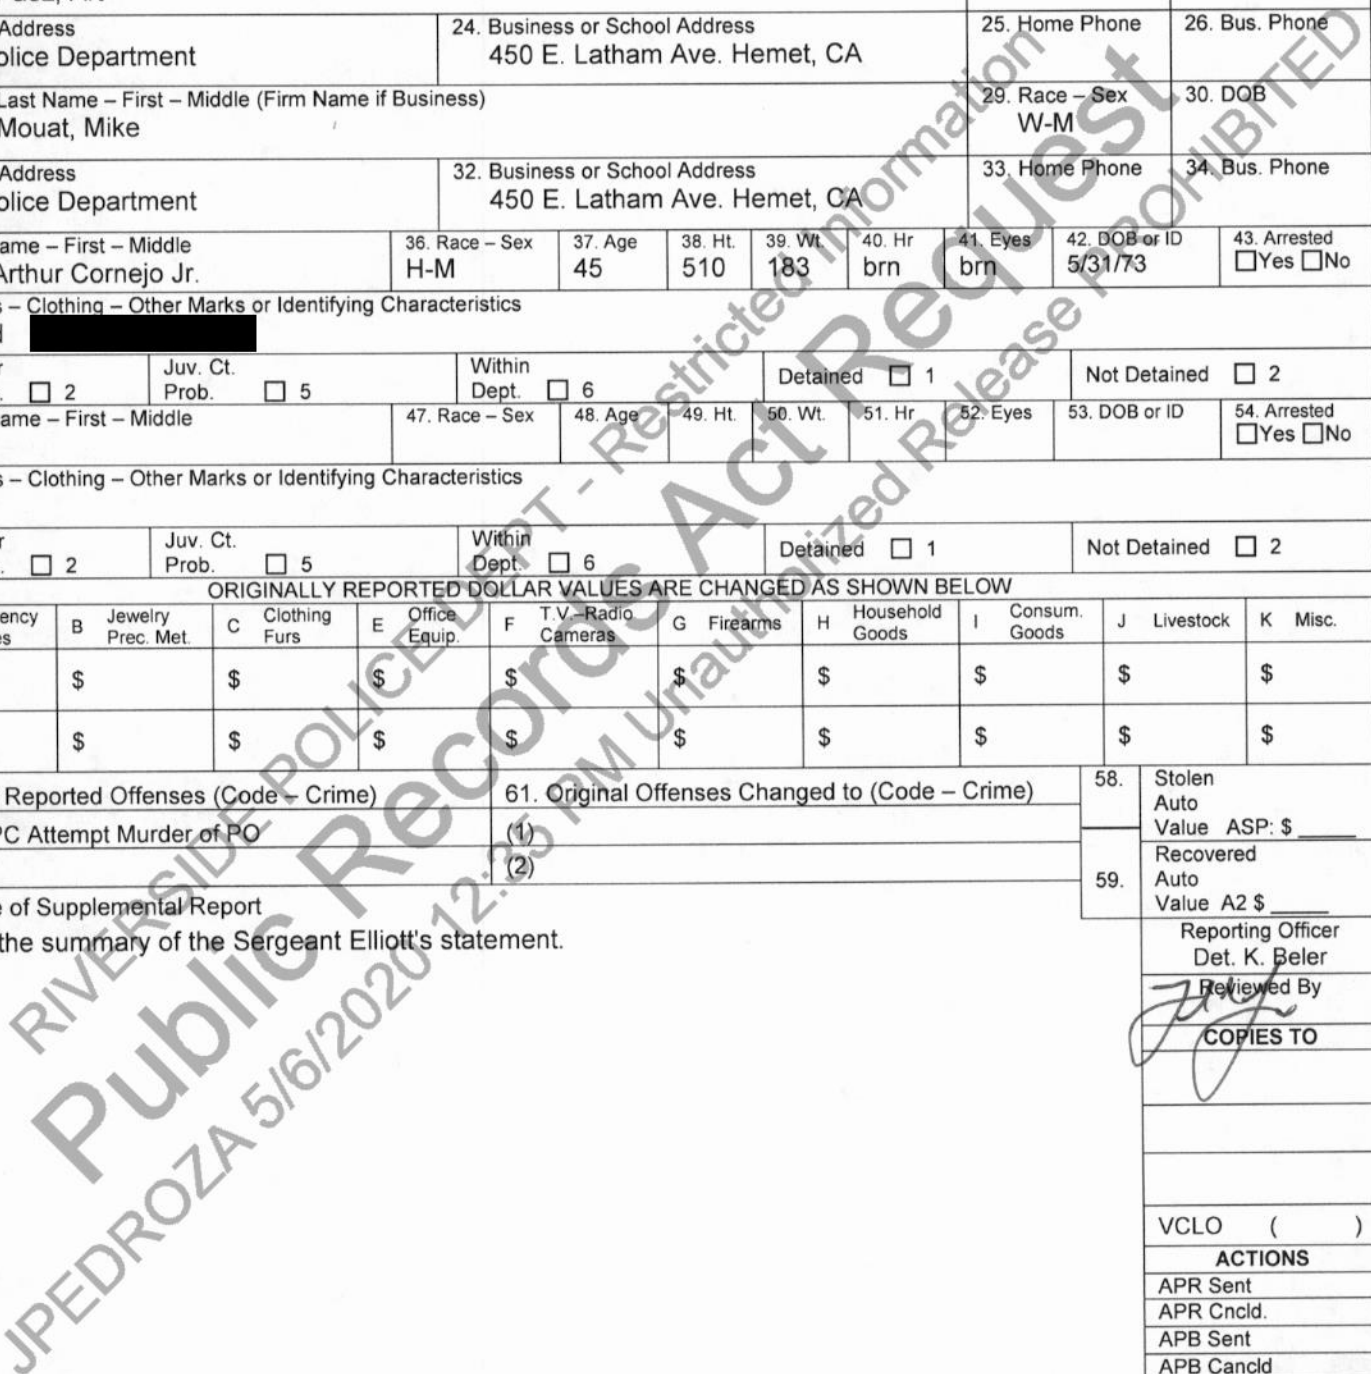 Address 24. Business or School Address 25. Home Phone 26. Bus. Phone
olice Department 450 E. Latham Ave. Hemet, CA
Last Name – First – Middle (Firm Name if Business) 29. Race – Sex 30. DOB
Mouat, Mike W-M
Address 32. Business or School Address 33. Home Phone 34. Bus. Phone
olice Department 450 E. Latham Ave. Hemet, CA
ame – First – Middle 36. Race – Sex 37. Age 38. Ht. 39. Wt. 40. Hr 41. Eyes 42. DOB or ID 43. Arrested
Arthur Cornejo Jr. H-M 45 510 183 brn brn 5/31/73 Yes No
– Clothing – Other Marks or Identifying Characteristics
Juv. Ct. Within
2 Prob. 5 Dept. 6 Detained 1 Not Detained 2
ame – First – Middle 47. Race – Sex 48. Age 49. Ht. 50. Wt. 51. Hr 52. Eyes 53. DOB or ID 54. Arrested
Yes No
– Clothing – Other Marks or Identifying Characteristics
Juv. Ct. Within
2 Prob. 5 Dept. 6 Detained 1 Not Detained 2
ORIGINALLY REPORTED DOLLAR VALUES ARE CHANGED AS SHOWN BELOW
ency B Jewelry C Clothing E Office F T.V.–Radio G Firearms H Household I Consum. J Livestock K Misc.
es Prec. Met. Furs Equip. Cameras Goods Goods
$ $ $ $ $ $ $ $ $
$ $ $ $ $ $ $ $ $
Reported Offenses (Code – Crime) 61. Original Offenses Changed to (Code – Crime) 58. Stolen
Auto
PC Attempt Murder of PO (1) Value ASP: $
(2) Recovered
59. Auto
Value A2 $
e of Supplemental Report
the summary of the Sergeant Elliott's statement.
Reporting Officer
Det. K. Beler
Reviewed By
COPIES TO
VCLO ( )
ACTIONS
APR Sent
APR Cncld.
APB Sent
APB Cancld
RIVERSIDE POLICE DEPT - Restricted Information
Public Records Act Request
JPEDROZA 5/6/2020 12:35 PM Unauthorized Release PROHIBITED